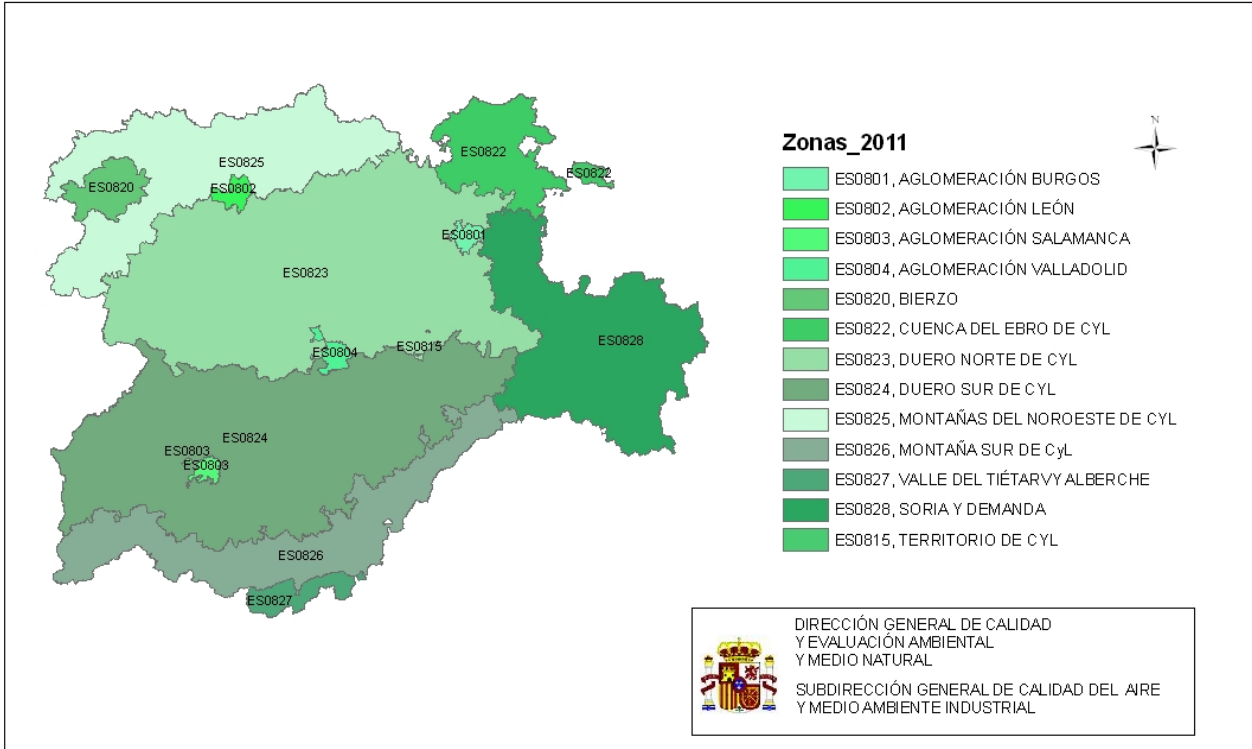 ES0825
ES0820
ES0802
ES0822
ES0822
ES0801
ES0823
ES0804
ES0815
ES0828
ES0824
ES0803
ES0803
ES0826
ES0827
Zonas_2011
N
ES0801, AGLOMERACIÓN BURGOS
ES0802, AGLOMERACIÓN LEÓN
ES0803, AGLOMERACIÓN SALAMANCA
ES0804, AGLOMERACIÓN VALLADOLID
ES0820, BIERZO
ES0822, CUENCA DEL EBRO DE CYL
ES0823, DUERO NORTE DE CYL
ES0824, DUERO SUR DE CYL
ES0825, MONTAÑAS DEL NOROESTE DE CYL
ES0826, MONTAÑA SUR DE CyL
ES0827, VALLE DEL TIÉTARVY ALBERCHE
ES0828, SORIA Y DEMANDA
ES0815, TERRITORIO DE CYL
DIRECCIÓN GENERAL DE CALIDAD
Y EVALUACIÓN AMBIENTAL
Y MEDIO NATURAL
SUBDIRECCIÓN GENERAL DE CALIDAD DEL AIRE
Y MEDIO AMBIENTE INDUSTRIAL